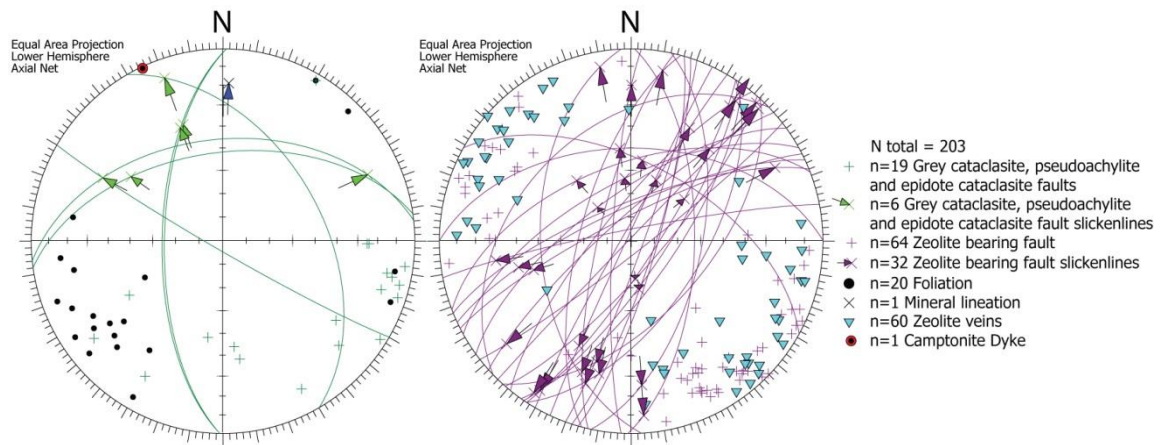 N
Equal Area Projection
Lower Hemisphere
Axial Net
N
Equal Area Projection
Lower Hemisphere
Axial Net
N total = 203
n=19 Grey cataclasite, pseudoachylite
and epidote cataclasite faults
n=6 Grey cataclasite, pseudoachylite
and epidote cataclasite fault slickenlines
n=64 Zeolite bearing fault
n=32 Zeolite bearing fault slickenlines
n=20 Foliation
n=1 Mineral lineation
n=60 Zeolite veins
n=1 Camptonite Dyke